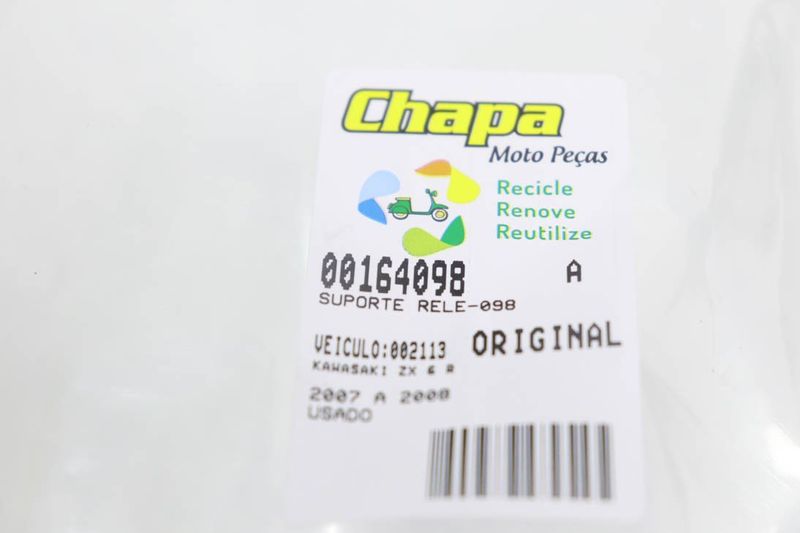 Chapa
Moto Peças
Recicle
Renove
Reutilize
00164098 A
SUPORTE RELE-098
VEICULO:002113 ORIGINAL
KAWASAKI ZX 6 R
2007 A 2008
USADO